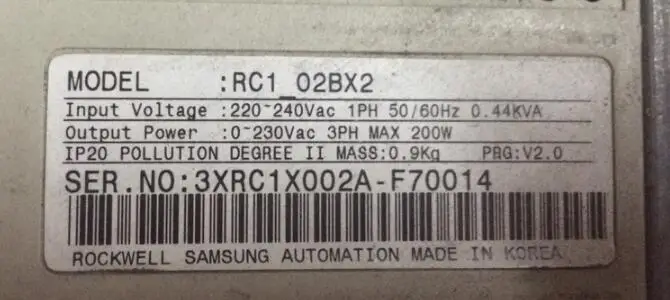 MODEL :RC1_02BX2
Input Voltage :220~240Vac 1PH 50/60Hz 0.44KVA
Output Power :0~230Vac 3PH MAX 200W
IP20 POLLUTION DEGREE II MASS:0.9Kg PRG:V2.0
SER.NO:3XRC1X002A-F70014
ROCKWELL SAMSUNG AUTOMATION MADE IN KOREA